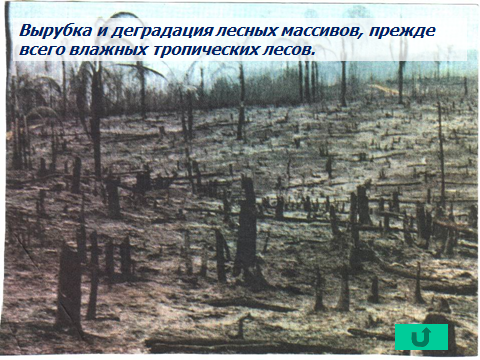 Вырубка и деградация лесных массивов, прежде
всего влажных тропических лесов.